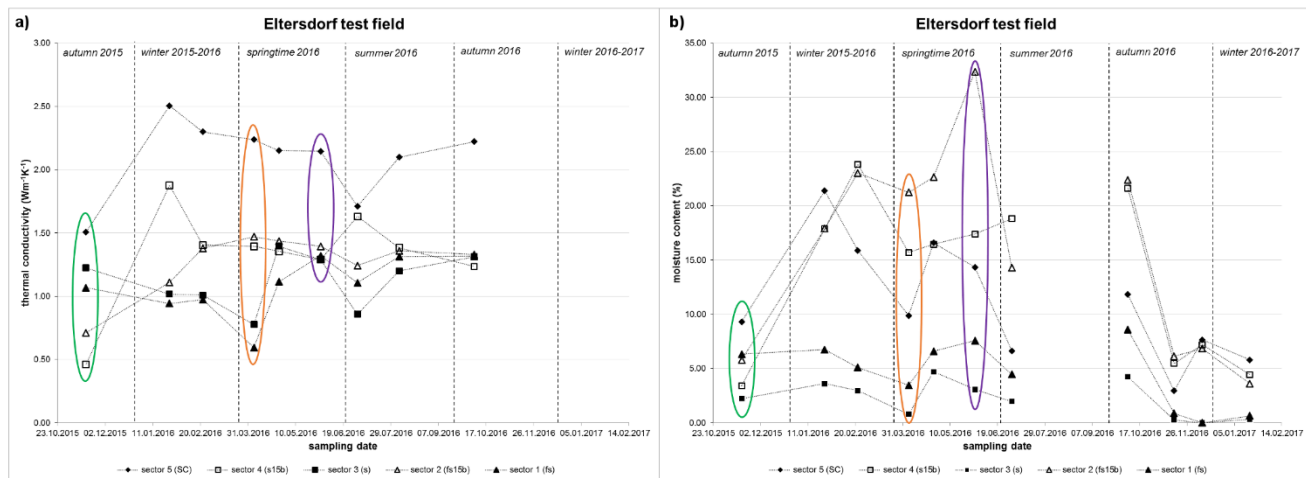 a)
Eltersdorf test field
autumn 2015 winter 2015-2016 springtime 2016 summer 2016 autumn 2016 winter 2016-2017
thermal conductivity (Wm⁻¹K⁻¹)
3.00
2.50
2.00
1.50
1.00
0.50
0.00
23.10.2015 02.12.2015 11.01.2016 20.02.2016 31.03.2016 10.05.2016 19.06.2016 29.07.2016 07.09.2016 17.10.2016 26.11.2016 05.01.2017 14.02.2017
sampling date
sector 5 (SC) sector 4 (s15b) sector 3 (s) sector 2 (fs15b) sector 1 (fs)
b)
Eltersdorf test field
autumn 2015 winter 2015-2016 springtime 2016 summer 2016 autumn 2016 winter 2016-2017
moisture content (%)
35.00
30.00
25.00
20.00
15.00
10.00
5.00
0.00
23.10.2015 02.12.2015 11.01.2016 20.02.2016 31.03.2016 10.05.2016 19.06.2016 29.07.2016 07.09.2016 17.10.2016 26.11.2016 05.01.2017 14.02.2017
sampling date
sector 5 (SC) sector 4 (s15b) sector 3 (s) sector 2 (fs15b) sector 1 (fs)